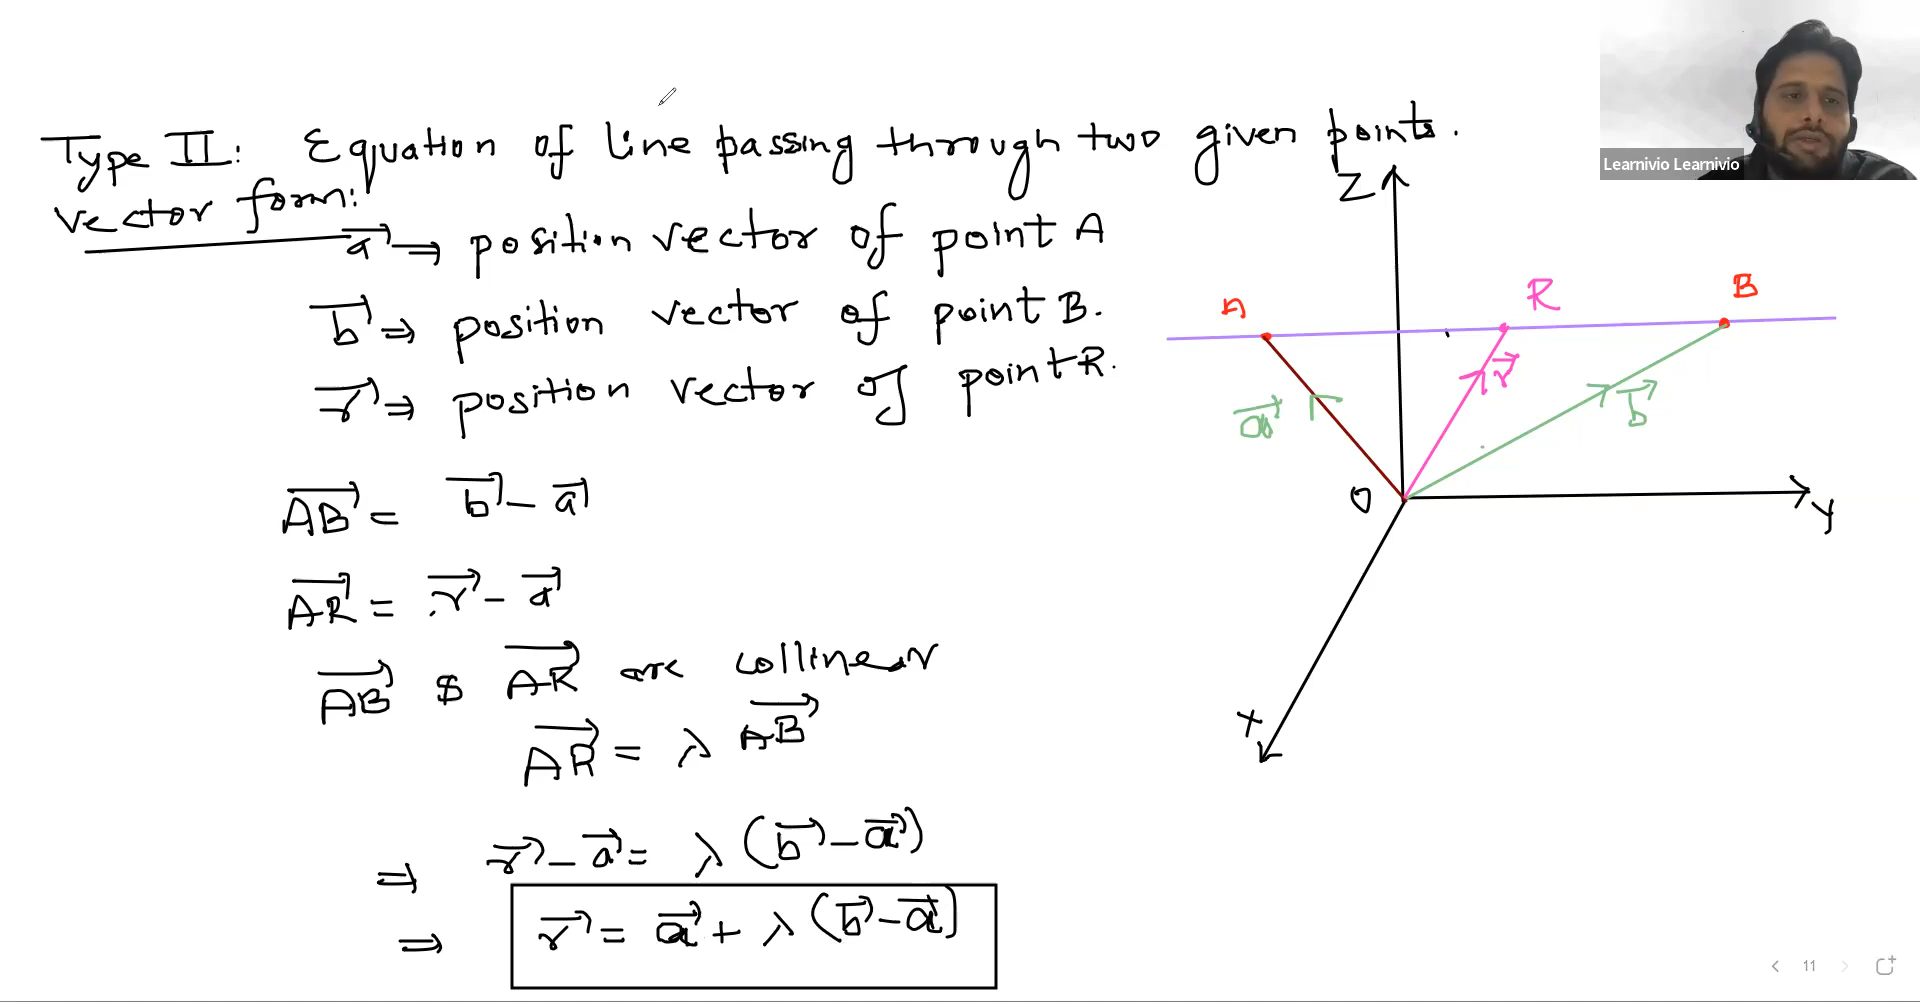 Type II: Equation of line passing through two given points.
vector form:
a⃗ ⇒ position vector of point A
b⃗ ⇒ position vector of point B.
r⃗ ⇒ position vector of point R.
AB⃗ = b⃗ - a⃗
AR⃗ = r⃗ - a⃗
AB⃗ & AR⃗ are collinear
AR⃗ = λ AB⃗
⇒ r⃗ - a⃗ = λ (b⃗ - a⃗)
⇒ r⃗ = a⃗ + λ (b⃗ - a⃗)
Learnivio Learnivio
Z
A R B
a⃗ r⃗ b⃗
O Y
X
11